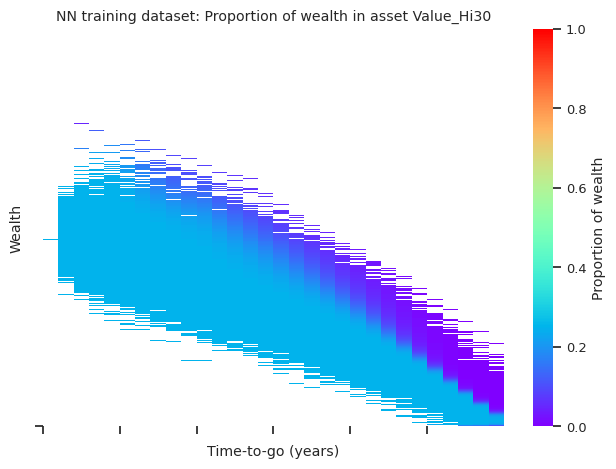 NN training dataset: Proportion of wealth in asset Value_Hi30
1.0
0.8
0.6
0.4
0.2
0.0
Proportion of wealth
Wealth
Time-to-go (years)